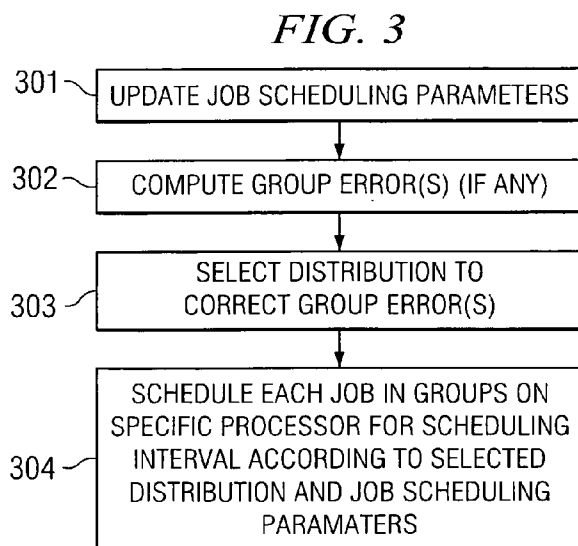 FIG. 3
301
UPDATE JOB SCHEDULING PARAMETERS
302
COMPUTE GROUP ERROR(S) (IF ANY)
303
SELECT DISTRIBUTION TO
CORRECT GROUP ERROR(S)
304
SCHEDULE EACH JOB IN GROUPS ON
SPECIFIC PROCESSOR FOR SCHEDULING
INTERVAL ACCORDING TO SELECTED
DISTRIBUTION AND JOB SCHEDULING
PARAMATERS